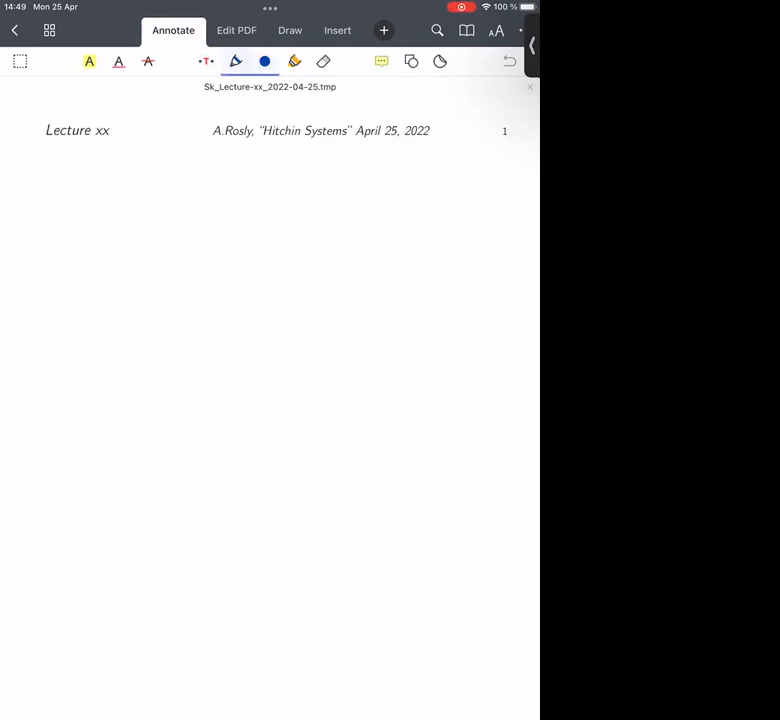 14:49 Mon 25 Apr 100 %
Annotate Edit PDF Draw Insert
A A A T
Sk_Lecture-xx_2022-04-25.tmp
Lecture xx A.Rosly, “Hitchin Systems” April 25, 2022 1